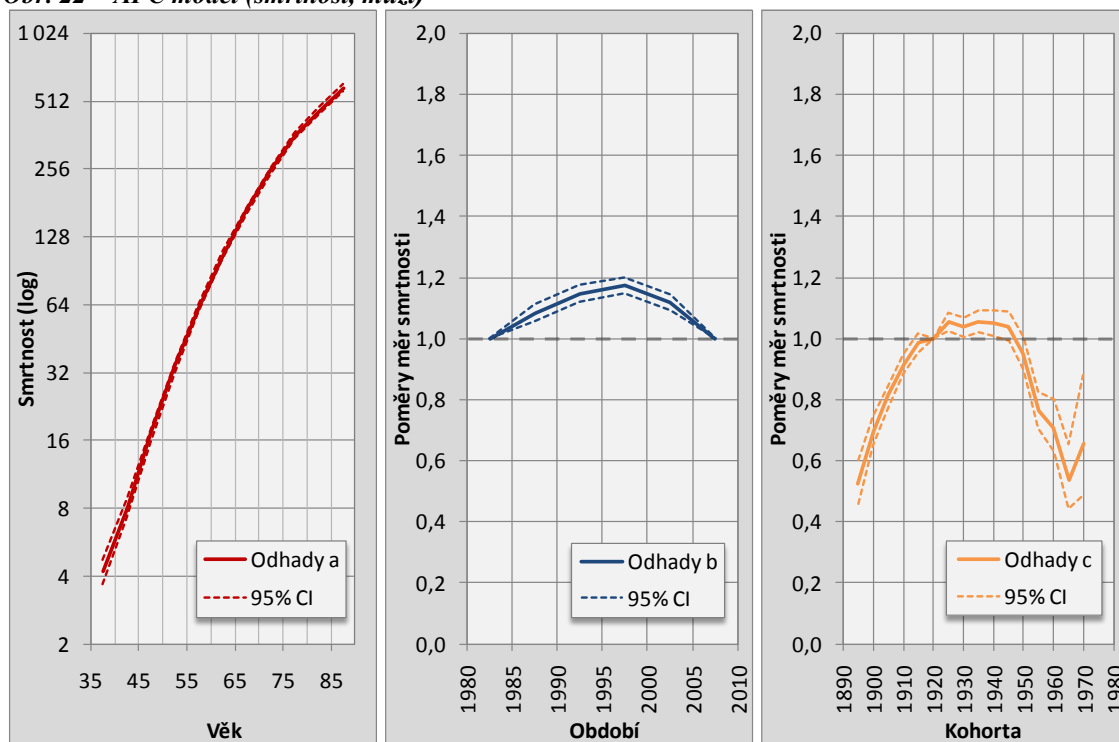 1 024
512
256
128
64
32
16
8
4
2
Smrtnost (log)
35 45 55 65 75 85
Věk
Odhady a
95% CI
2,0
1,8
1,6
1,4
1,2
1,0
0,8
0,6
0,4
0,2
0,0
Poměry měr smrtnosti
1980 1985 1990 1995 2000 2005 2010
Období
Odhady b
95% CI
2,0
1,8
1,6
1,4
1,2
1,0
0,8
0,6
0,4
0,2
0,0
Poměry měr smrtnosti
1890 1900 1910 1920 1930 1940 1950 1960 1970 1980
Kohorta
Odhady c
95% CI